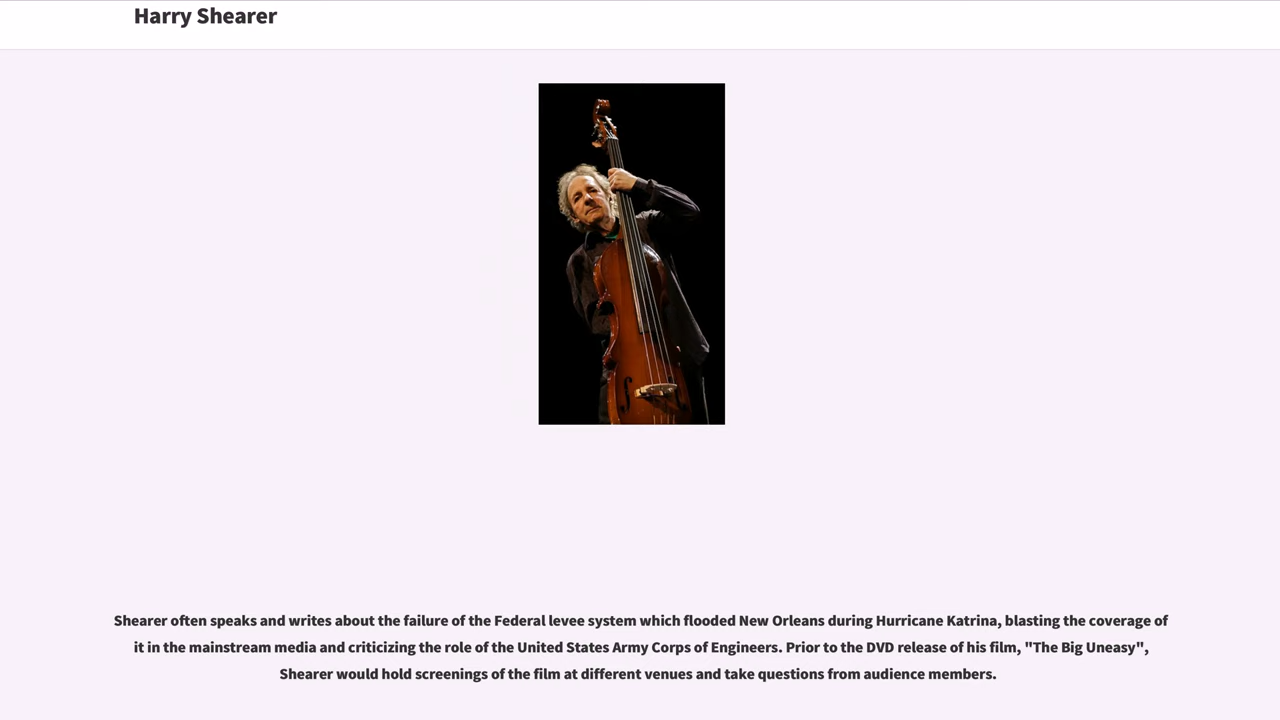 Harry Shearer
Shearer often speaks and writes about the failure of the Federal levee system which flooded New Orleans during Hurricane Katrina, blasting the coverage of
it in the mainstream media and criticizing the role of the United States Army Corps of Engineers. Prior to the DVD release of his film, "The Big Uneasy",
Shearer would hold screenings of the film at different venues and take questions from audience members.